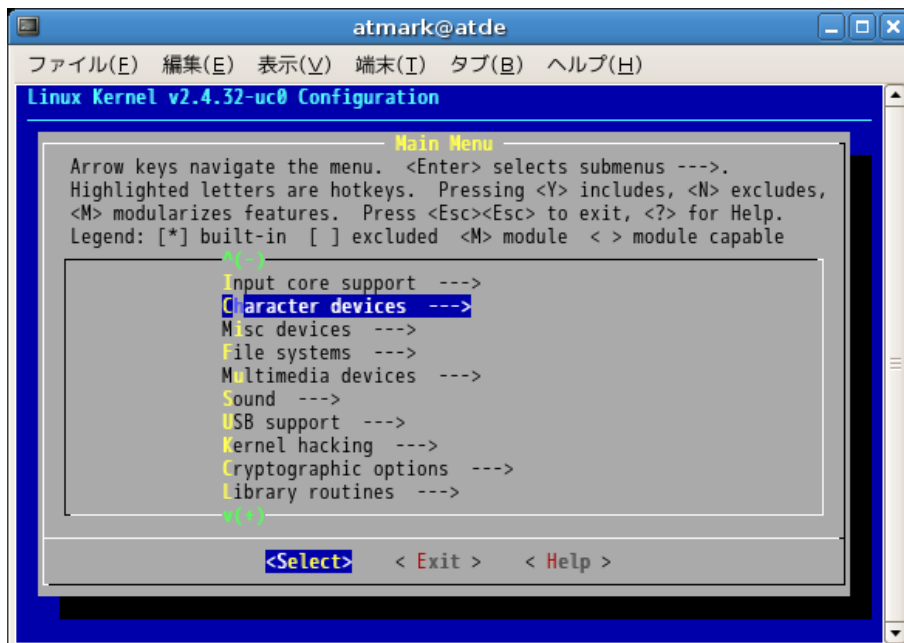 atmark@atde
ファイル(F) 編集(E) 表示(V) 端末(T) タブ(B) ヘルプ(H)
Linux Kernel v2.4.32-uc0 Configuration
Main Menu
Arrow keys navigate the menu. <Enter> selects submenus --->.
Highlighted letters are hotkeys. Pressing <Y> includes, <N> excludes,
<M> modularizes features. Press <Esc><Esc> to exit, <?> for Help.
Legend: [*] built-in [ ] excluded <M> module < > module capable
^(-)
Input core support --->
Character devices --->
Misc devices --->
File systems --->
Multimedia devices --->
Sound --->
USB support --->
Kernel hacking --->
Cryptographic options --->
Library routines --->
v(+)
<Select> < Exit > < Help >